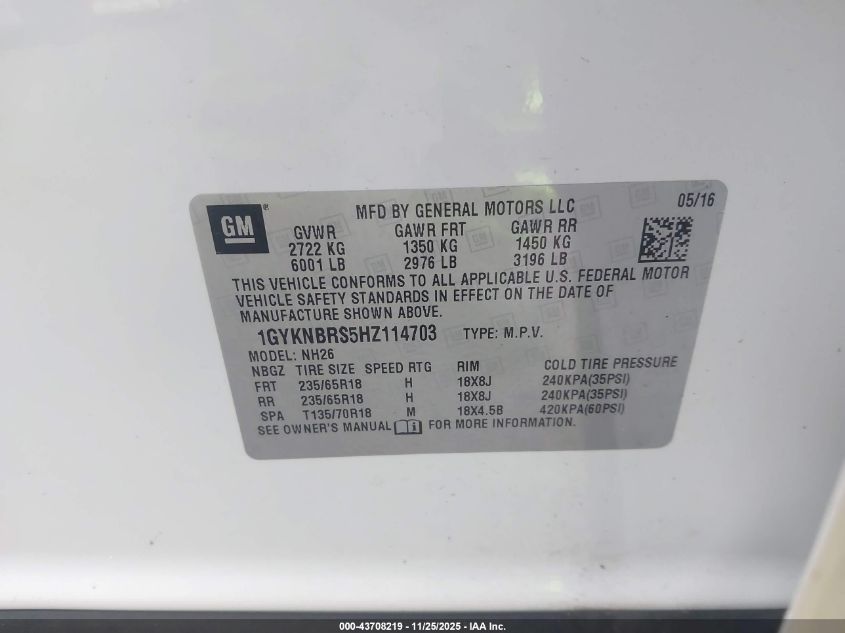 GM®
MFD BY GENERAL MOTORS LLC
05/16
GVWR GAWR FRT GAWR RR
2722 KG 1350 KG 1450 KG
6001 LB 2976 LB 3196 LB
THIS VEHICLE CONFORMS TO ALL APPLICABLE U.S. FEDERAL MOTOR
VEHICLE SAFETY STANDARDS IN EFFECT ON THE DATE OF
MANUFACTURE SHOWN ABOVE.
1GYKNBRS5HZ114703 TYPE: M.P.V.
MODEL: NH26
NBGZ TIRE SIZE SPEED RTG RIM COLD TIRE PRESSURE
FRT 235/65R18 H 18X8J 240KPA(35PSI)
RR 235/65R18 H 18X8J 240KPA(35PSI)
SPA T135/70R18 M 18X4.5B 420KPA(60PSI)
SEE OWNER'S MANUAL i FOR MORE INFORMATION.
000-43708219 - 11/25/2025 - IAA Inc.